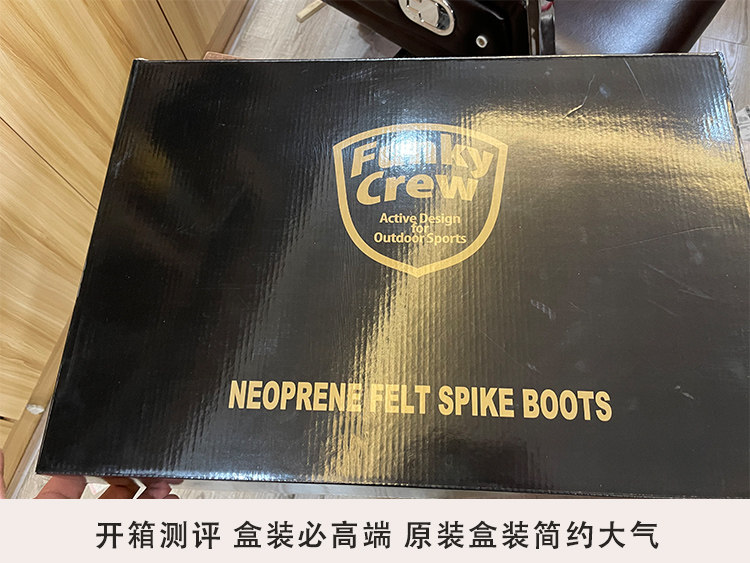 Funky
Crew
Active Design
for
Outdoor Sports
NEOPRENE FELT SPIKE BOOTS
开箱测评 盒装必高端 原装盒装简约大气